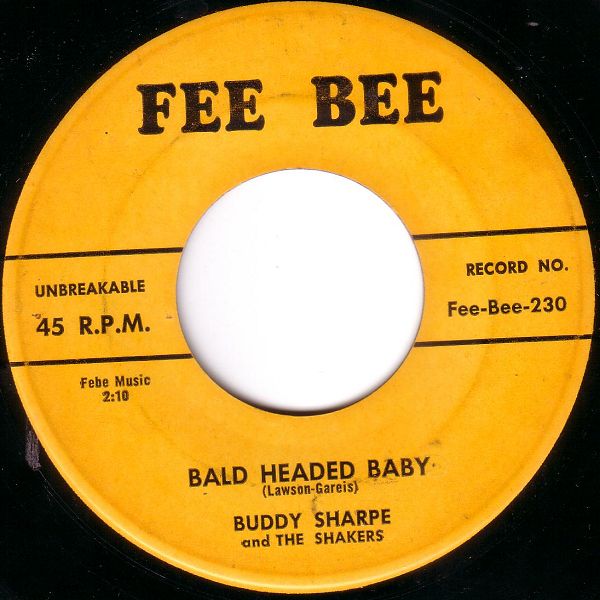 FEE BEE
UNBREAKABLE
45 R.P.M.
RECORD NO.
Fee-Bee-230
Febe Music
2:10
BALD HEADED BABY
(Lawson-Gareis)
BUDDY SHARPE
and THE SHAKERS